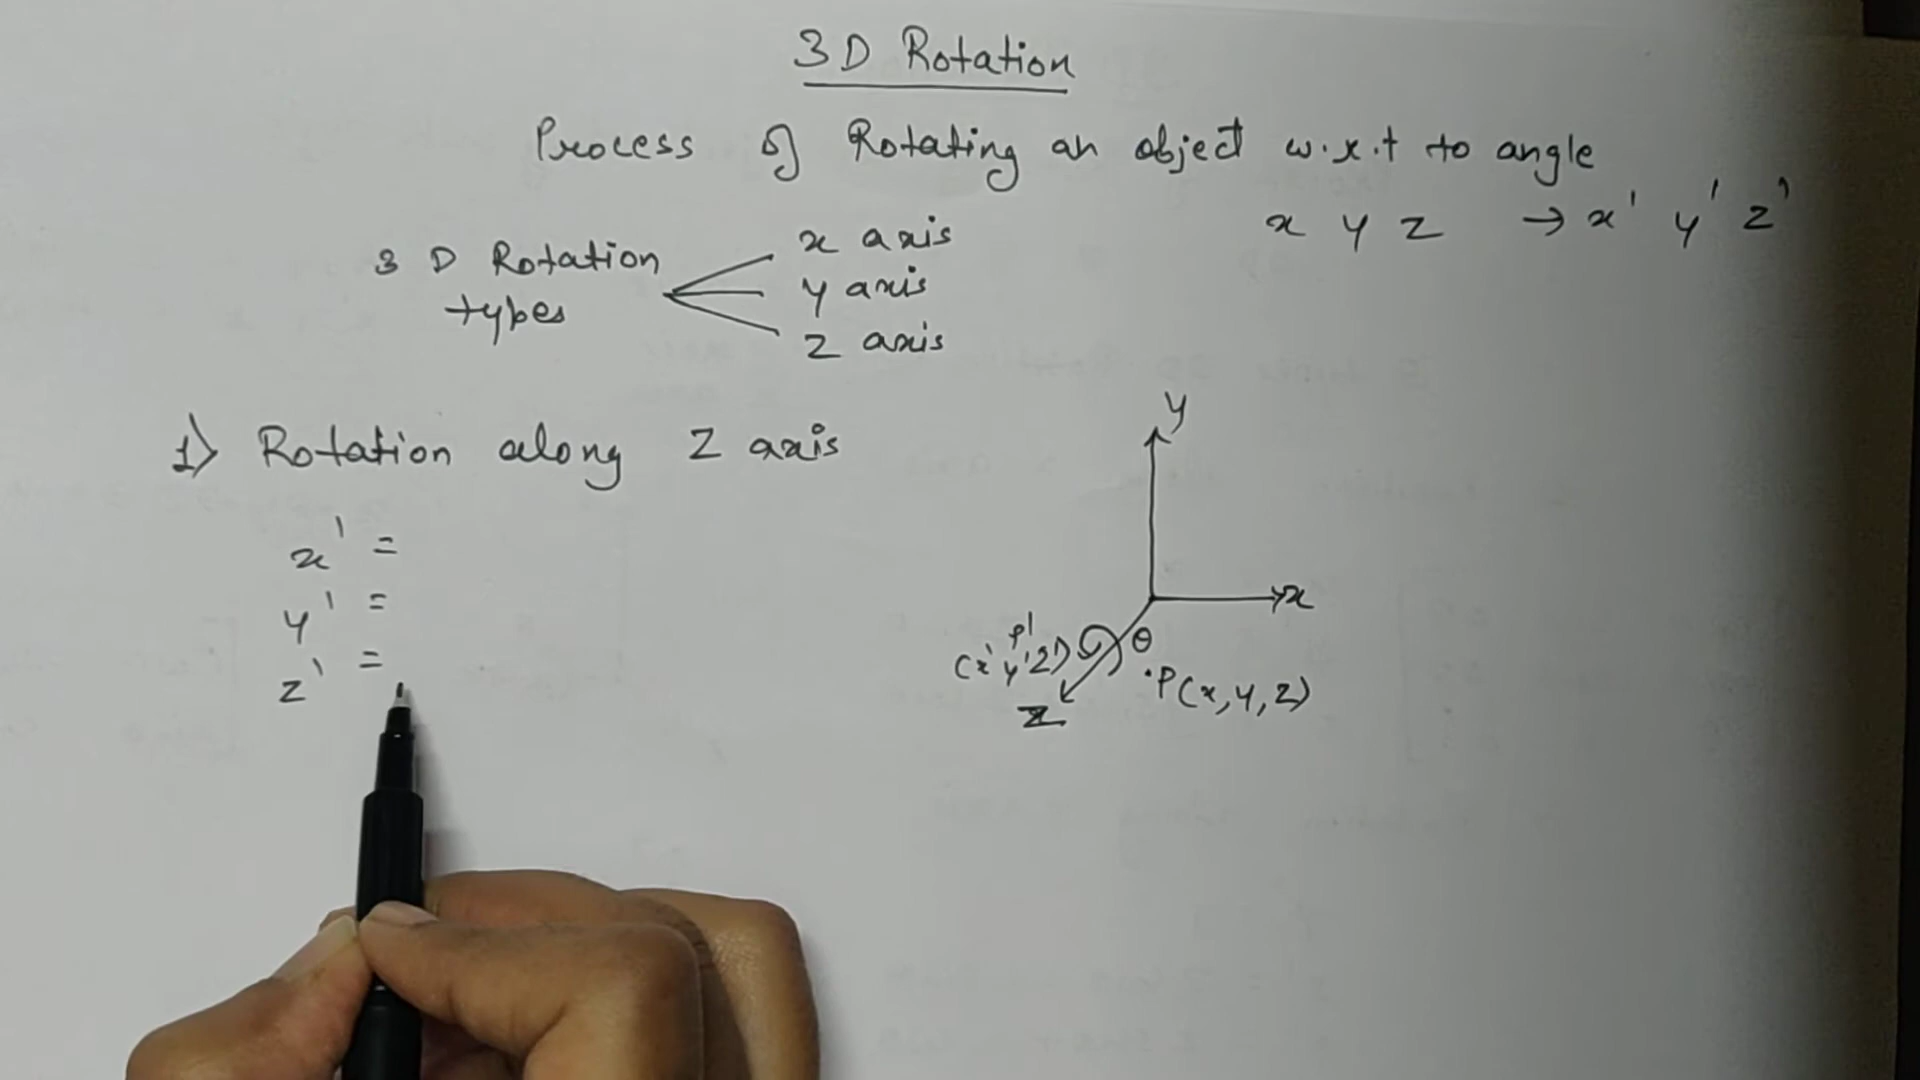 3D Rotation
Process of Rotating an object w.r.t to angle
x y z → x' y' z'
3 D Rotation types
x axis
y axis
z axis
1) Rotation along Z axis
x' =
y' =
z' =
y
x
θ
P'
(x' y' z')
P(x, y, z)
Z